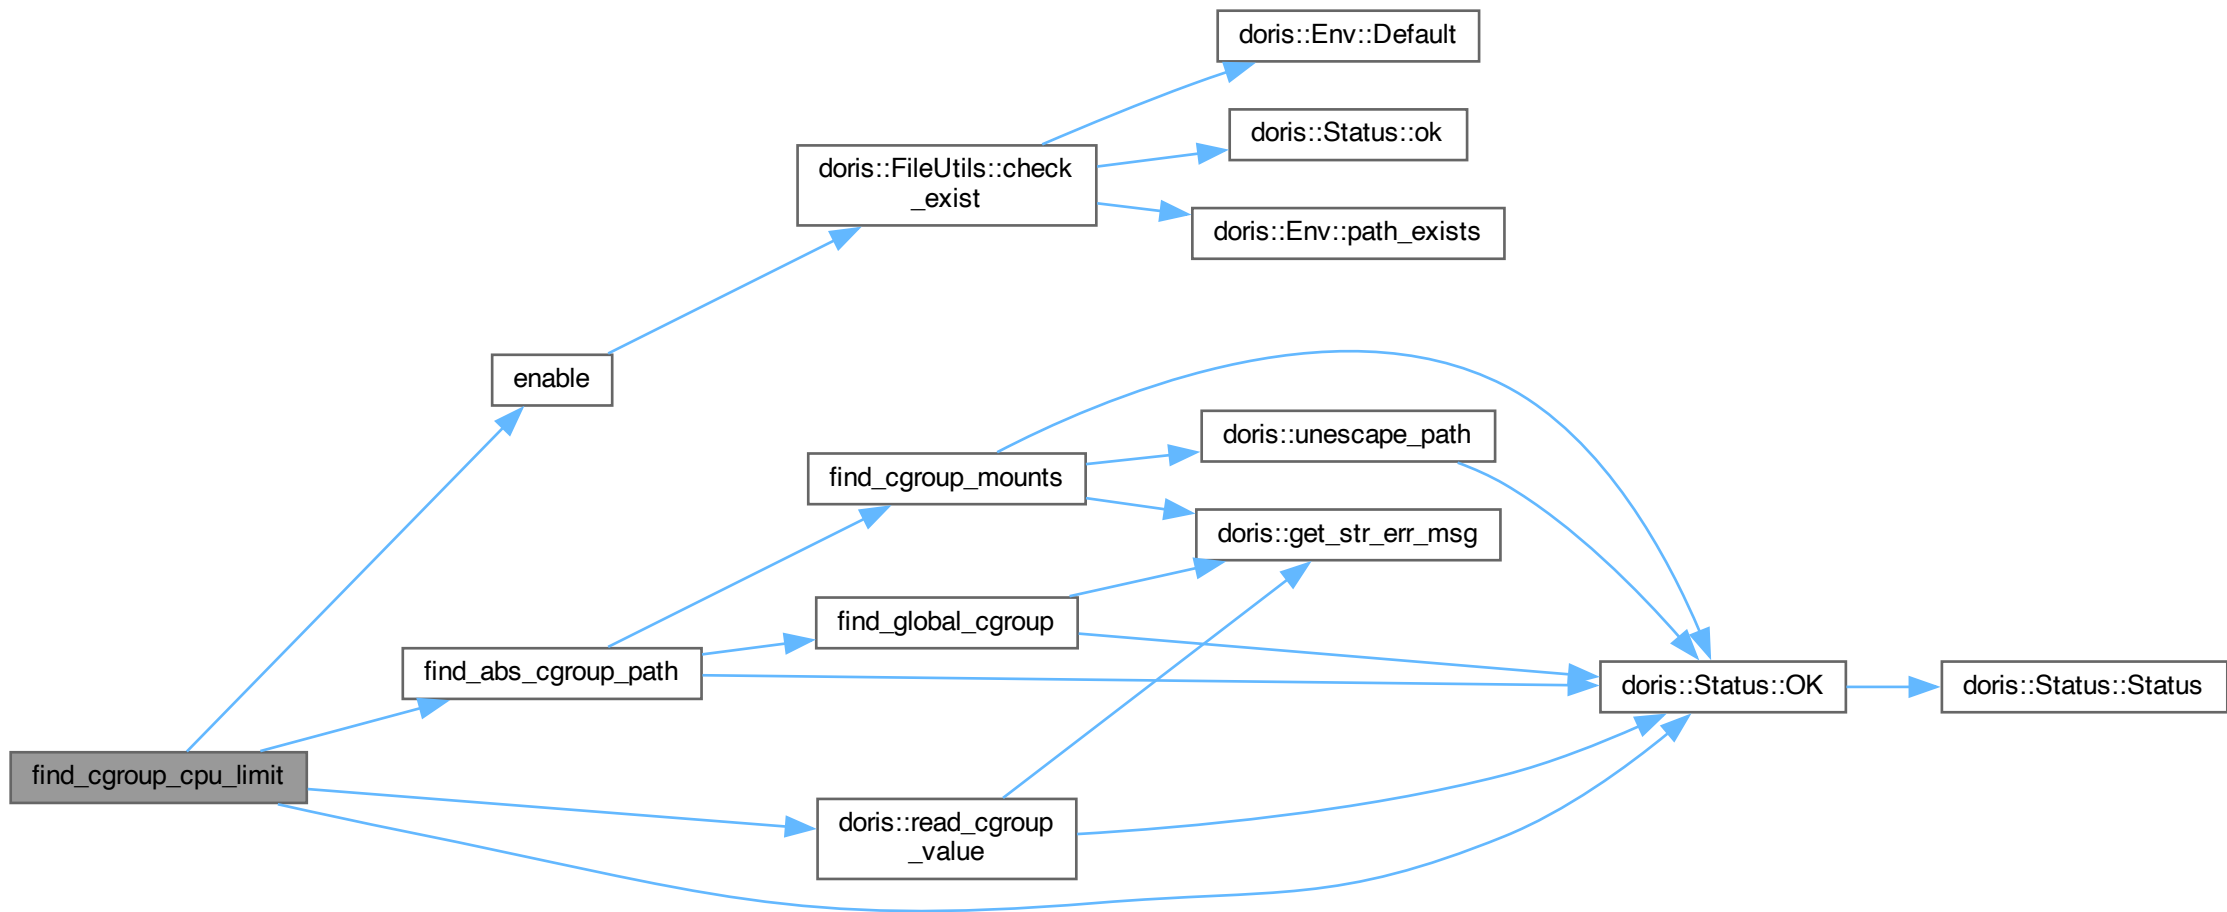 doris::Env::Default
doris::Status::ok
doris::FileUtils::check
_exist
doris::Env::path_exists
enable
doris::unescape_path
find_cgroup_mounts
doris::get_str_err_msg
find_global_cgroup
find_abs_cgroup_path
doris::Status::OK
doris::Status::Status
find_cgroup_cpu_limit
doris::read_cgroup
_value